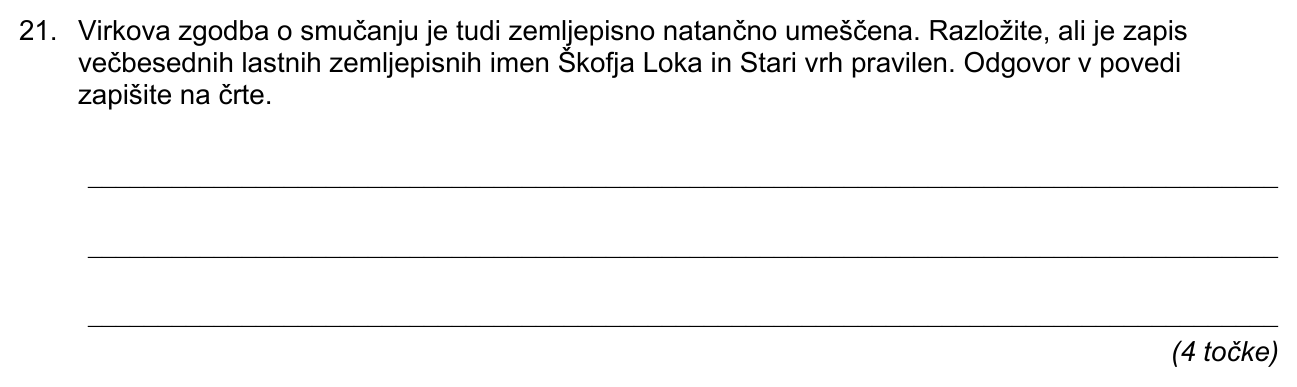 21. Virkova zgodba o smučanju je tudi zemljepisno natančno umeščena. Razložite, ali je zapis
večbesednih lastnih zemljepisnih imen Škofja Loka in Stari vrh pravilen. Odgovor v povedi
zapišite na črte.
(4 točke)